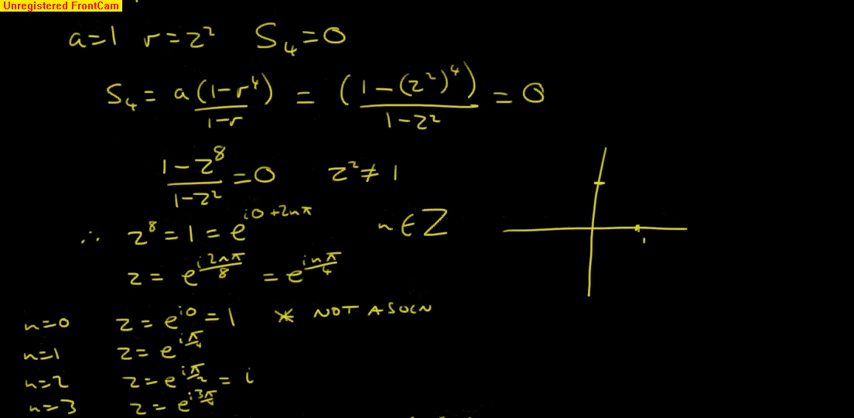 Unregistered FrontCam
a=1 r=z² S₄=0
S₄ = a(1-r⁴)/(1-r) = (1-(z²)⁴)/(1-z²) = 0
(1-z⁸)/(1-z²) = 0 z² ≠ 1
∴ z⁸ = 1 = e^(i0+2nπ) n∈Z
z = e^(i2nπ/8) = e^(inπ/4)
n=0 z = e^(i0) = 1 * NOT A SOLN
n=1 z = e^(iπ/4)
n=2 z = e^(iπ/2) = i
n=3 z = e^(i3π/4)
1